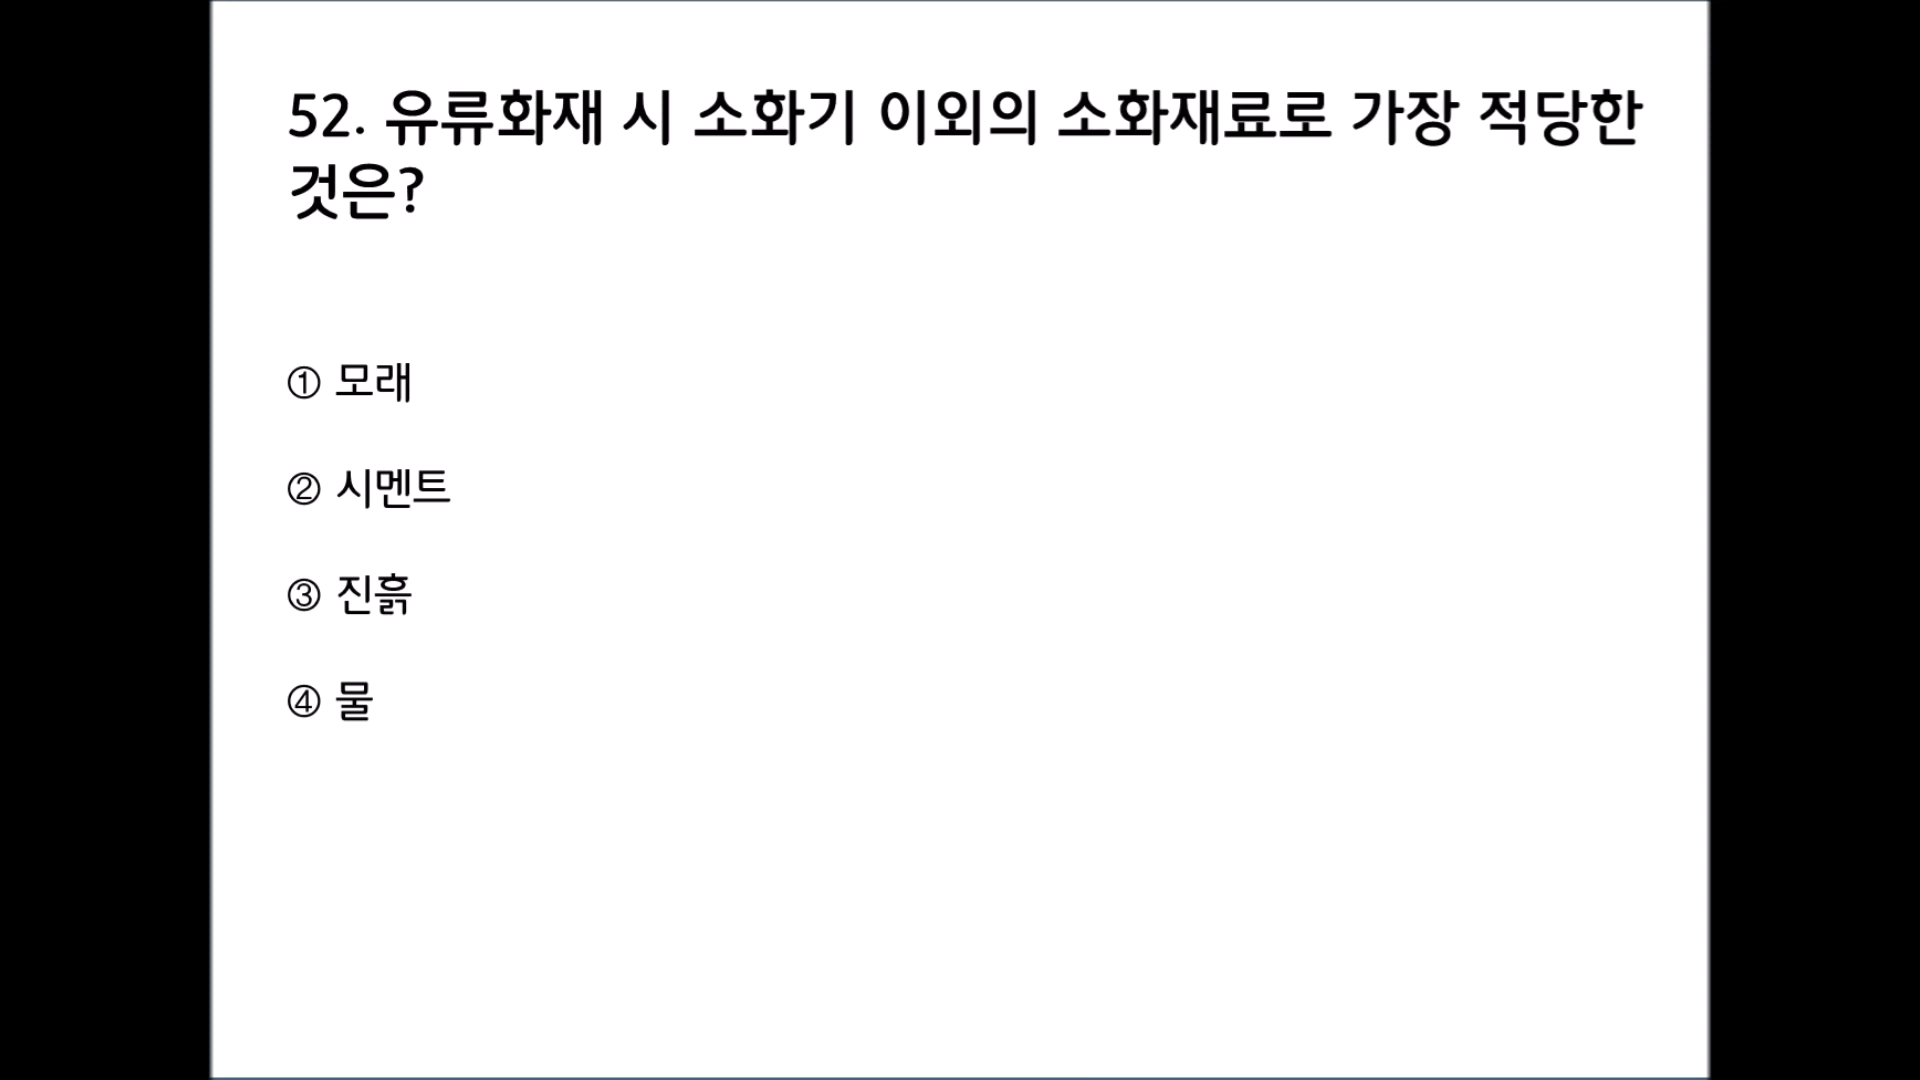 52. 유류화재 시 소화기 이외의 소화재료로 가장 적당한
것은?
① 모래
② 시멘트
③ 진흙
④ 물